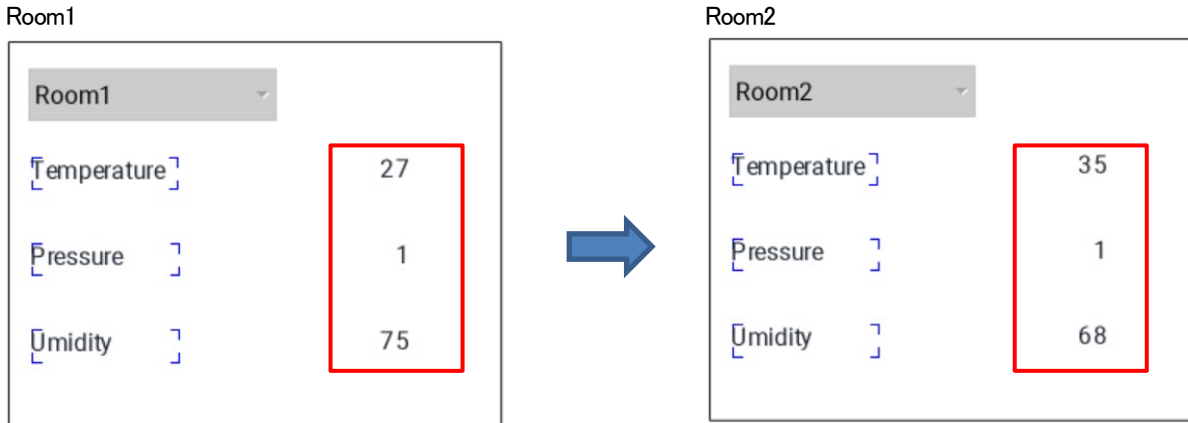 Room1
Room1
Temperature 27
Pressure 1
Umidity 75
Room2
Room2
Temperature 35
Pressure 1
Umidity 68